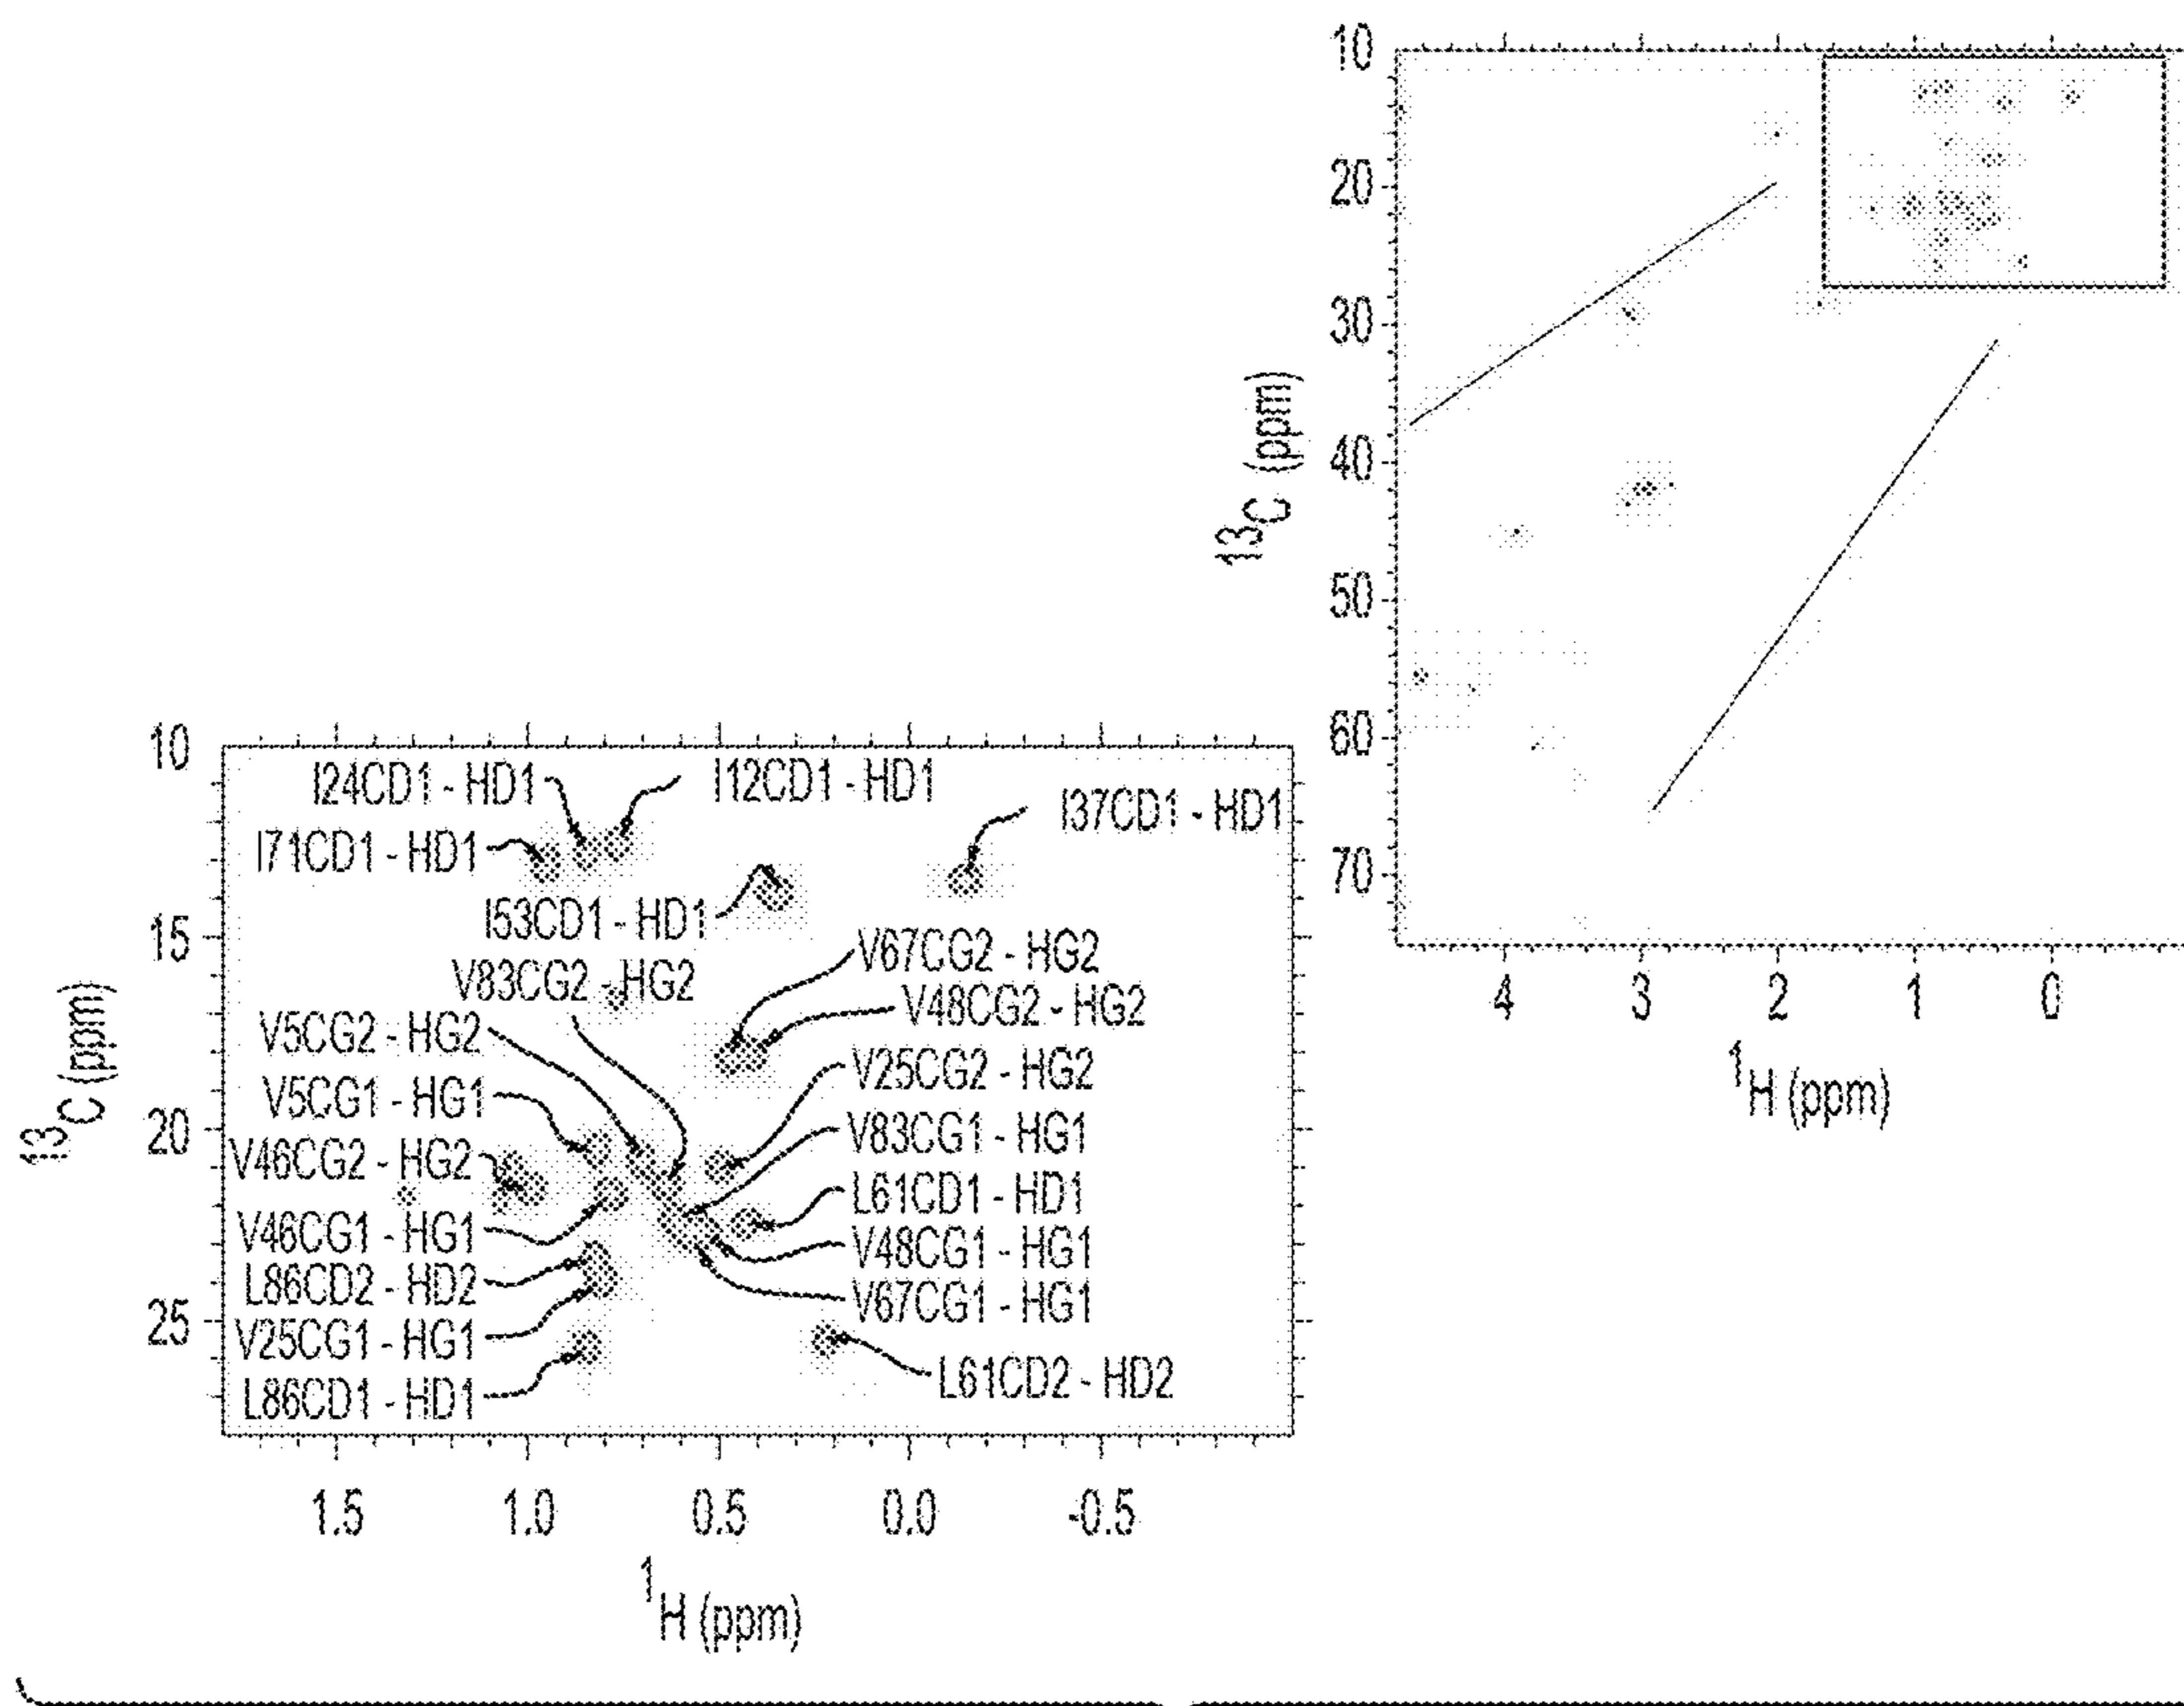 10
20
30
40
50
60
70
13C (ppm)
4 3 2 1 0
1H (ppm)
10
15
20
25
13C (ppm)
I24CD1 - HD1
I12CD1 - HD1
I37CD1 - HD1
I71CD1 - HD1
I53CD1 - HD1
V67CG2 - HG2
V83CG2 - HG2
V48CG2 - HG2
V5CG2 - HG2
V25CG2 - HG2
V5CG1 - HG1
V83CG1 - HG1
V46CG2 - HG2
L61CD1 - HD1
V46CG1 - HG1
V48CG1 - HG1
L86CD2 - HD2
V67CG1 - HG1
V25CG1 - HG1
L61CD2 - HD2
L86CD1 - HD1
1.5 1.0 0.5 0.0 -0.5
1H (ppm)